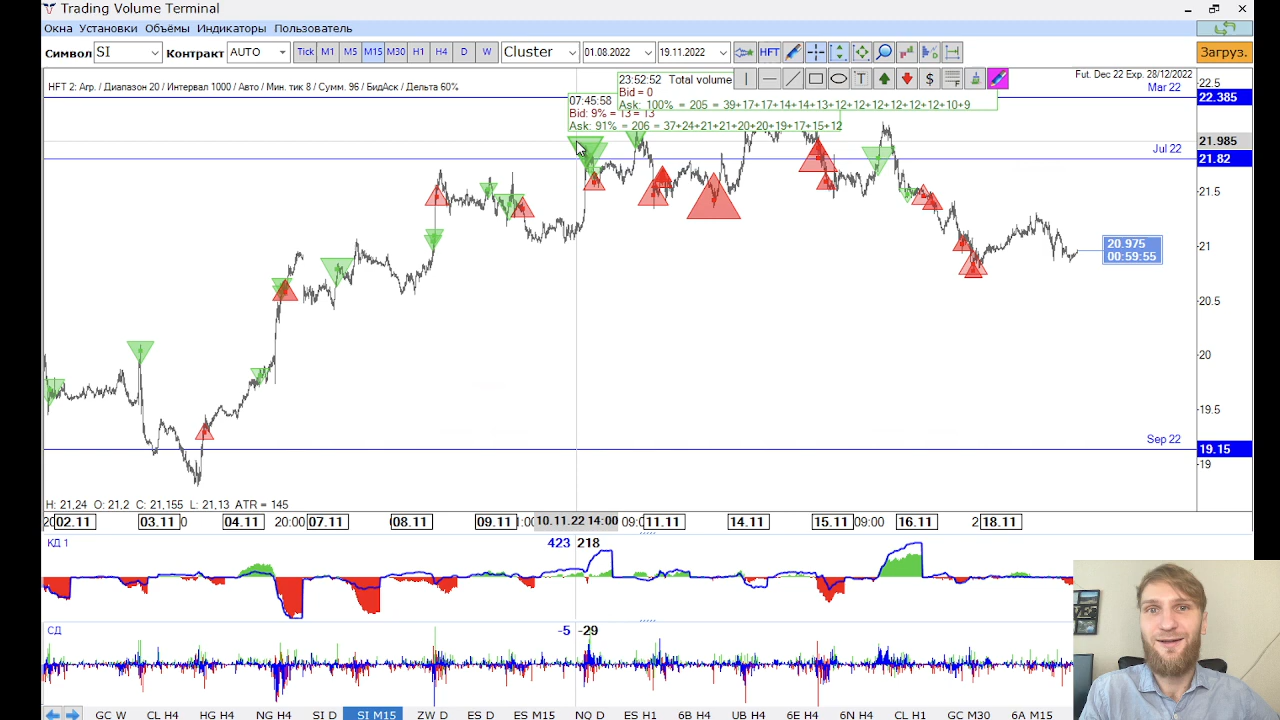 Trading Volume Terminal
Окна Установки Объёмы Индикаторы Пользователь
Символ SI Контракт AUTO Tick M1 M5 M15 M30 H1 H4 D W Cluster 01.08.2022 19.11.2022 HFT Загруз.
Fut. Dec 22 Exp. 28/12/2022
23:52:52 Total volume
HFT 2: Агр. / Диапазон 20 / Интервал 1000 / Авто / Мин. тик 8 / Сумм. 96 / БидАск / Дельта 60%
Bid = 0
Ask: 100% = 205 = 39+17+17+14+14+13+12+12+12+12+12+12+10+9
07:45:58
Bid: 9% = 13 = 13
Ask: 91% = 206 = 37+24+21+21+20+20+19+17+15+12
22.5
Mar 22
22.385
21.985
Jul 22
21.82
21.5
21
20.975
00:59:55
20.5
20
19.5
Sep 22
19.15
19
H: 21,24 O: 21,2 C: 21,155 L: 21,13 ATR = 145
02.11 03.11 04.11 20:00 07.11 08.11 09.11 10.11.22 14:00 11.11 14.11 15.11 09:00 16.11 18.11
КД 1
423 218
СД
-5 -29
GC W CL H4 HG H4 NG H4 SI D SI M15 ZW D ES D ES M15 NQ D ES H1 6B H4 UB H4 6E H4 6N H4 CL H1 GC M30 6A M15